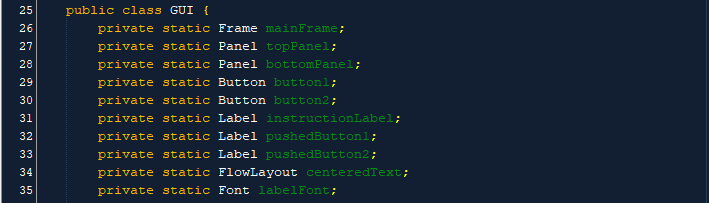 25 public class GUI {
26 private static Frame mainFrame;
27 private static Panel topPanel;
28 private static Panel bottomPanel;
29 private static Button button1;
30 private static Button button2;
31 private static Label instructionLabel;
32 private static Label pushedButton1;
33 private static Label pushedButton2;
34 private static FlowLayout centeredText;
35 private static Font labelFont;